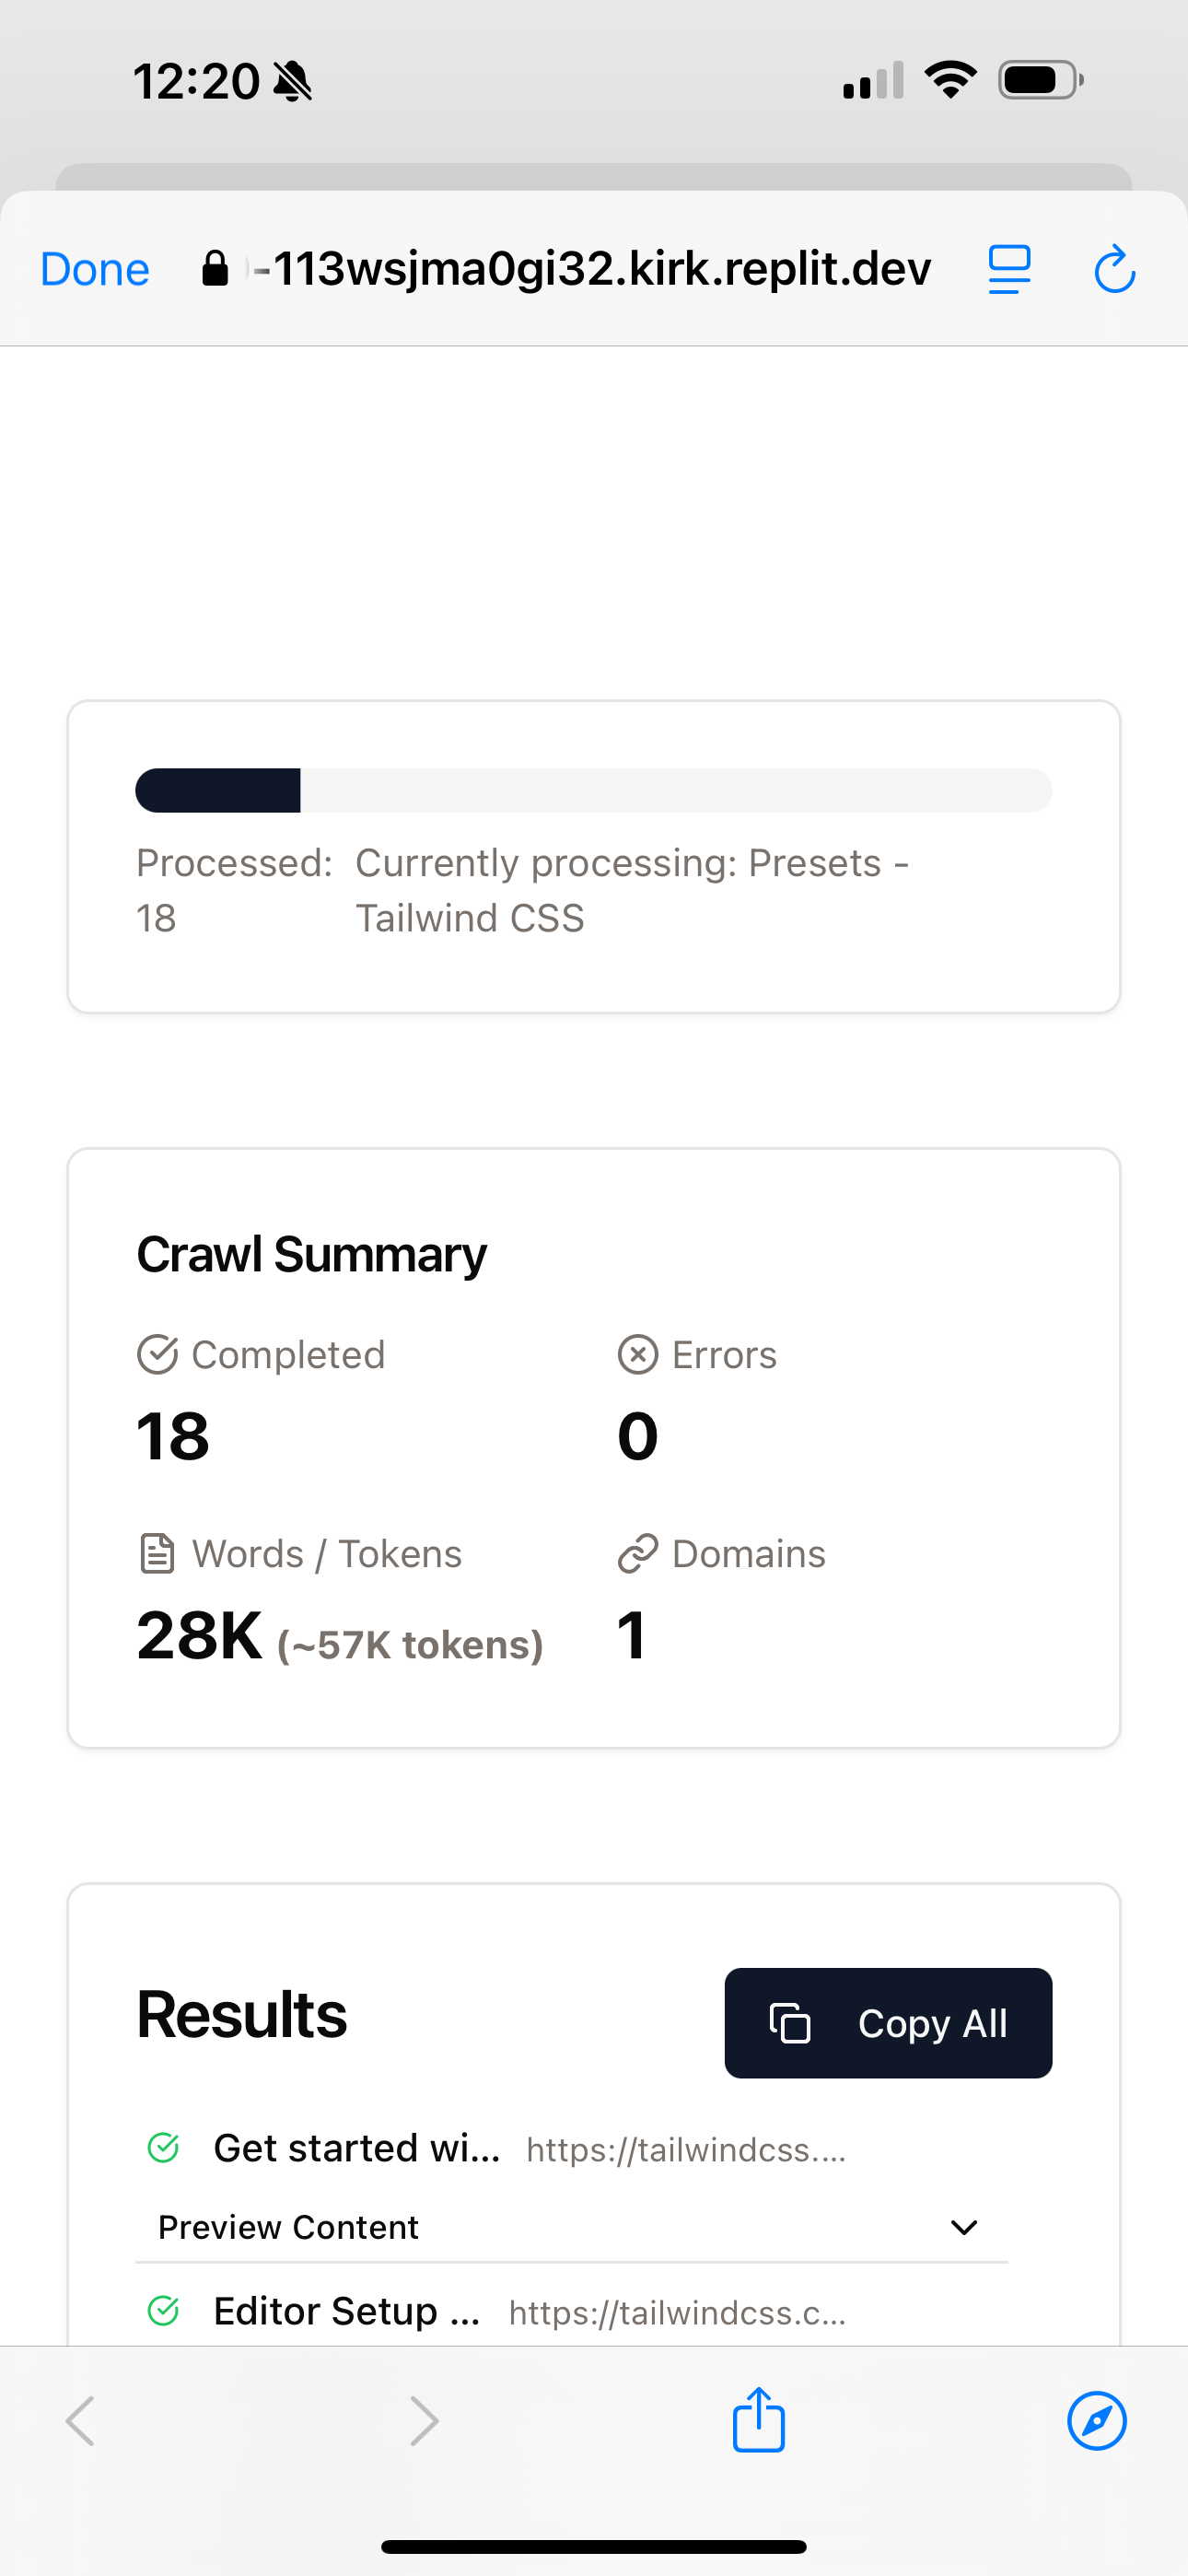 12:20
Done
-113wsjma0gi32.kirk.replit.dev
Processed:
18
Currently processing: Presets -
Tailwind CSS
Crawl Summary
Completed
Errors
18
0
Words / Tokens
Domains
28K (~57K tokens)
1
Results
Copy All
Get started wi... https://tailwindcss....
Preview Content
Editor Setup ... https://tailwindcss.c...